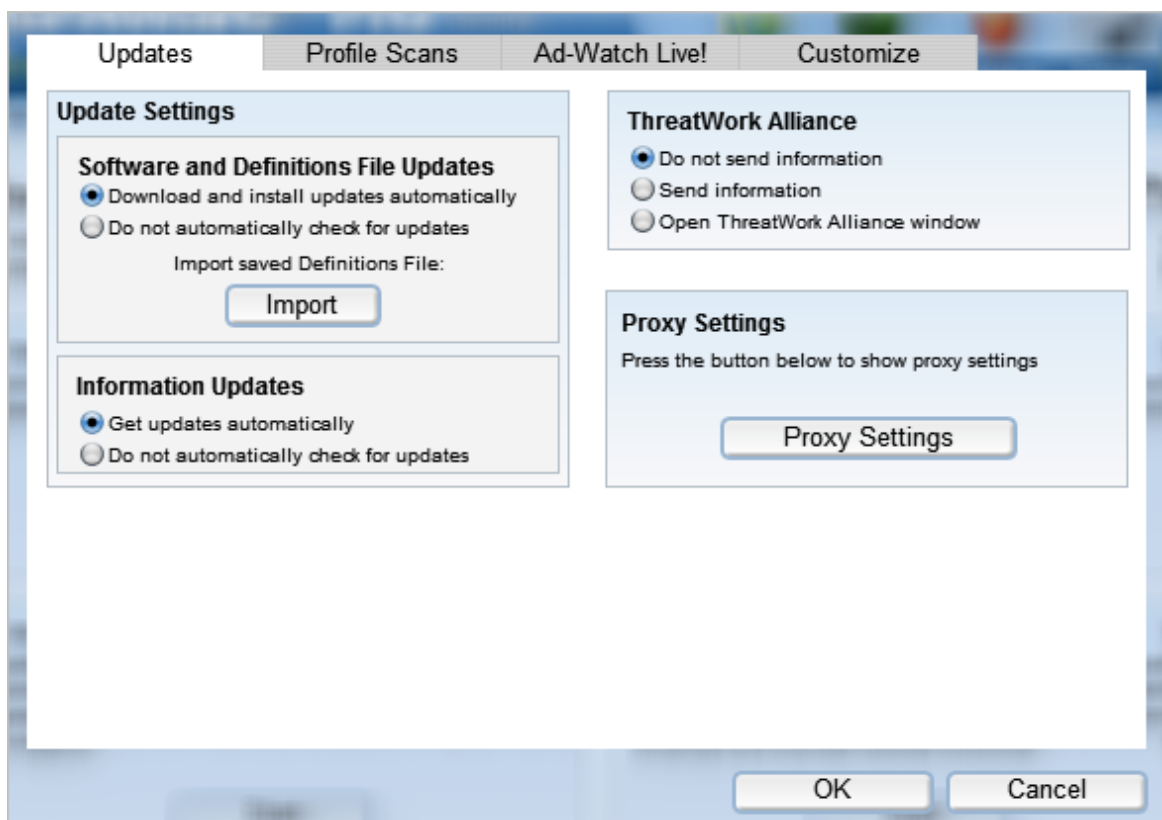 Updates
Profile Scans
Ad-Watch Live!
Customize
Update Settings
Software and Definitions File Updates
Download and install updates automatically
Do not automatically check for updates
Import saved Definitions File:
Import
Information Updates
Get updates automatically
Do not automatically check for updates
ThreatWork Alliance
Do not send information
Send information
Open ThreatWork Alliance window
Proxy Settings
Press the button below to show proxy settings
Proxy Settings
OK
Cancel